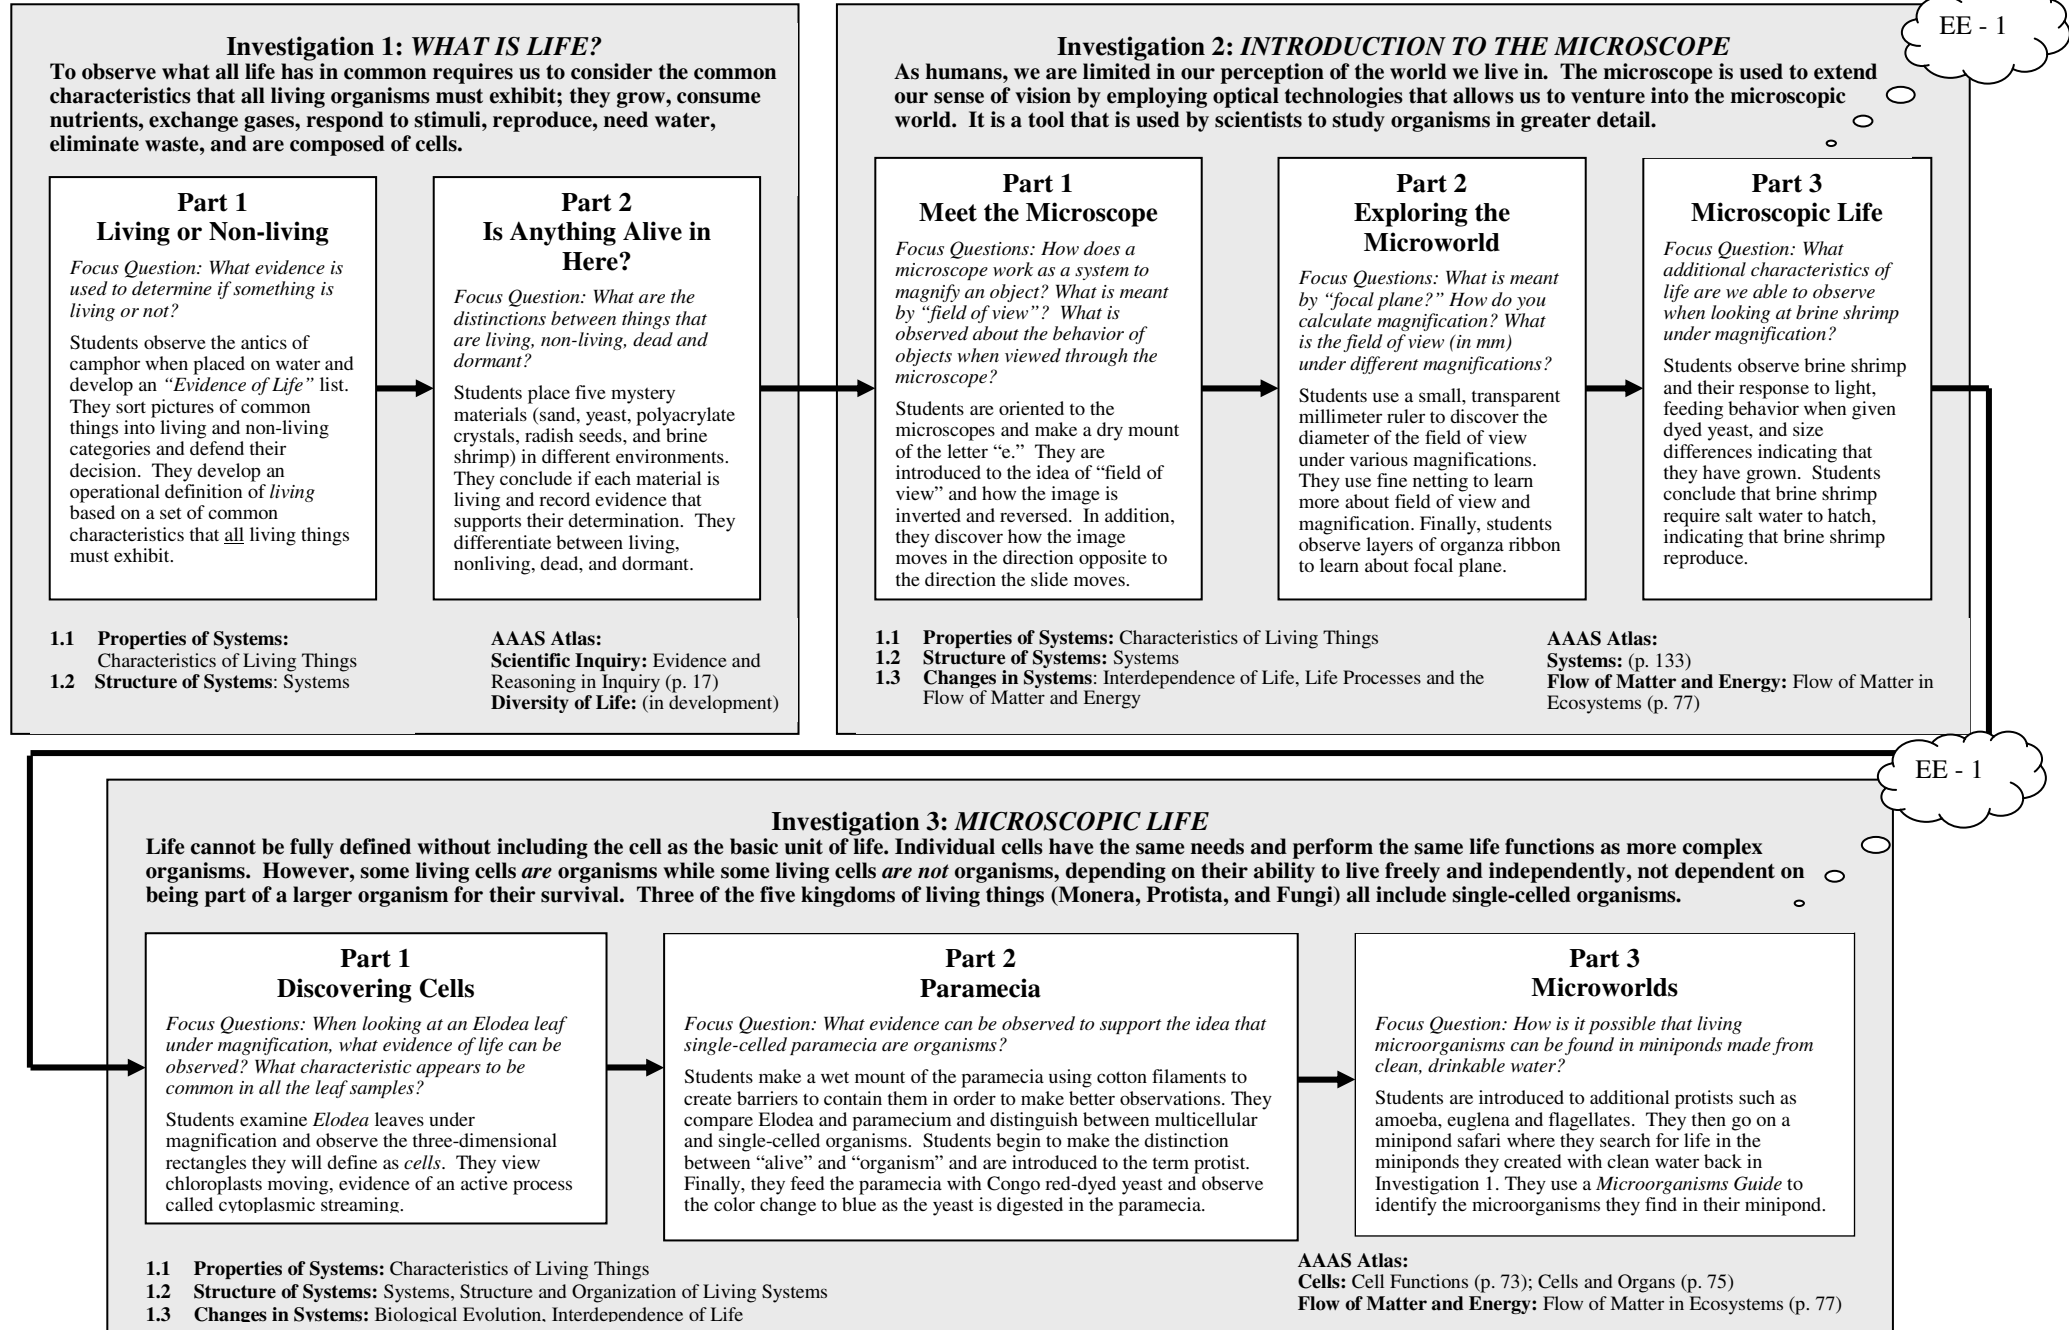 EE - 1
Investigation 1: WHAT IS LIFE?
To observe what all life has in common requires us to consider the common
characteristics that all living organisms must exhibit; they grow, consume
nutrients, exchange gases, respond to stimuli, reproduce, need water,
eliminate waste, and are composed of cells.
Part 1
Living or Non-living
Focus Question: What evidence is
used to determine if something is
living or not?
Students observe the antics of
camphor when placed on water and
develop an “Evidence of Life” list.
They sort pictures of common
things into living and non-living
categories and defend their
decision.  They develop an
operational definition of living
based on a set of common
characteristics that all living things
must exhibit.
Part 2
Is Anything Alive in
Here?
Focus Question: What are the
distinctions between things that
are living, non-living, dead and
dormant?
Students place five mystery
materials (sand, yeast, polyacrylate
crystals, radish seeds, and brine
shrimp) in different environments.
They conclude if each material is
living and record evidence that
supports their determination.  They
differentiate between living,
nonliving, dead, and dormant.
1.1 Properties of Systems:
Characteristics of Living Things
1.2 Structure of Systems: Systems
AAAS Atlas:
Scientific Inquiry: Evidence and
Reasoning in Inquiry (p. 17)
Diversity of Life: (in development)
Investigation 2: INTRODUCTION TO THE MICROSCOPE
As humans, we are limited in our perception of the world we live in.  The microscope is used to extend
our sense of vision by employing optical technologies that allows us to venture into the microscopic
world.  It is a tool that is used by scientists to study organisms in greater detail.
Part 1
Meet the Microscope
Focus Questions: How does a
microscope work as a system to
magnify an object? What is meant
by “field of view”?  What is
observed about the behavior of
objects when viewed through the
microscope?
Students are oriented to the
microscopes and make a dry mount
of the letter “e.”  They are
introduced to the idea of “field of
view” and how the image is
inverted and reversed.  In addition,
they discover how the image
moves in the direction opposite to
the direction the slide moves.
Part 2
Exploring the
Microworld
Focus Questions: What is meant
by “focal plane?” How do you
calculate magnification? What
is the field of view (in mm)
under different magnifications?
Students use a small, transparent
millimeter ruler to discover the
diameter of the field of view
under various magnifications.
They use fine netting to learn
more about field of view and
magnification. Finally, students
observe layers of organza ribbon
to learn about focal plane.
Part 3
Microscopic Life
Focus Question: What
additional characteristics of
life are we able to observe
when looking at brine shrimp
under magnification?
Students observe brine shrimp
and their response to light,
feeding behavior when given
dyed yeast, and size
differences indicating that
they have grown.  Students
conclude that brine shrimp
require salt water to hatch,
indicating that brine shrimp
reproduce.
1.1 Properties of Systems: Characteristics of Living Things
1.2 Structure of Systems: Systems
1.3 Changes in Systems: Interdependence of Life, Life Processes and the
Flow of Matter and Energy
AAAS Atlas:
Systems: (p. 133)
Flow of Matter and Energy: Flow of Matter in
Ecosystems (p. 77)
EE - 1
Investigation 3: MICROSCOPIC LIFE
Life cannot be fully defined without including the cell as the basic unit of life. Individual cells have the same needs and perform the same life functions as more complex
organisms.  However, some living cells are organisms while some living cells are not organisms, depending on their ability to live freely and independently, not dependent on
being part of a larger organism for their survival.  Three of the five kingdoms of living things (Monera, Protista, and Fungi) all include single-celled organisms.
Part 1
Discovering Cells
Focus Questions: When looking at an Elodea leaf
under magnification, what evidence of life can be
observed? What characteristic appears to be
common in all the leaf samples?
Students examine Elodea leaves under
magnification and observe the three-dimensional
rectangles they will define as cells.  They view
chloroplasts moving, evidence of an active process
called cytoplasmic streaming.
Part 2
Paramecia
Focus Question: What evidence can be observed to support the idea that
single-celled paramecia are organisms?
Students make a wet mount of the paramecia using cotton filaments to
create barriers to contain them in order to make better observations. They
compare Elodea and paramecium and distinguish between multicellular
and single-celled organisms.  Students begin to make the distinction
between “alive” and “organism” and are introduced to the term protist.
Finally, they feed the paramecia with Congo red-dyed yeast and observe
the color change to blue as the yeast is digested in the paramecia.
Part 3
Microworlds
Focus Question: How is it possible that living
microorganisms can be found in miniponds made from
clean, drinkable water?
Students are introduced to additional protists such as
amoeba, euglena and flagellates.  They then go on a
minipond safari where they search for life in the
miniponds they created with clean water back in
Investigation 1. They use a Microorganisms Guide to
identify the microorganisms they find in their minipond.
1.1 Properties of Systems: Characteristics of Living Things
1.2 Structure of Systems: Systems, Structure and Organization of Living Systems
1.3 Changes in Systems: Biological Evolution, Interdependence of Life
AAAS Atlas:
Cells: Cell Functions (p. 73); Cells and Organs (p. 75)
Flow of Matter and Energy: Flow of Matter in Ecosystems (p. 77)